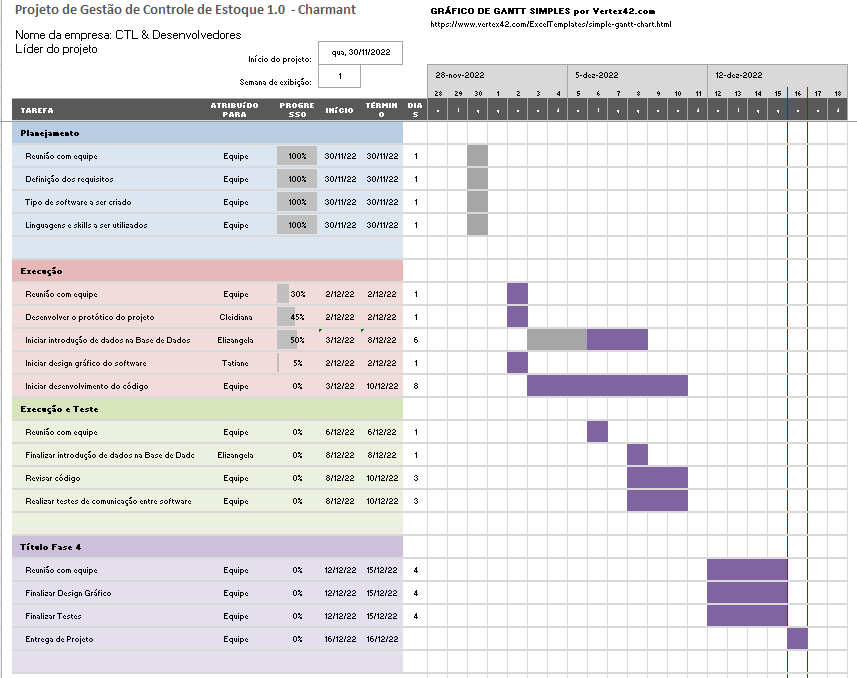 Projeto de Gestão de Controle de Estoque 1.0 - Charmant
GRÁFICO DE GANTT SIMPLES por Vertex42.com
https://www.vertex42.com/ExcelTemplates/simple-gantt-chart.html
Nome da empresa: CTL & Desenvolvedores
Líder do projeto
Início do projeto: qua, 30/11/2022
Semana de exibição: 1
28-nov-2022 5-dez-2022 12-dez-2022
28 29 30 1 2 3 4 5 6 7 8 9 10 11 12 13 14 15 16 17 18
TAREFA ATRIBUÍDO PARA PROGRESSO INÍCIO TÉRMINO DIAS
Planejamento
Reunião com equipe Equipe 100% 30/11/22 30/11/22 1
Definição dos requisitos Equipe 100% 30/11/22 30/11/22 1
Tipo de software a ser criado Equipe 100% 30/11/22 30/11/22 1
Linguagens e skills a ser utilizados Equipe 100% 30/11/22 30/11/22 1
Execução
Reunião com equipe Equipe 30% 2/12/22 2/12/22 1
Desenvolver o protótico do projeto Cleidiana 45% 2/12/22 2/12/22 1
Iniciar introdução de dados na Base de Dados Elizangela 50% 3/12/22 8/12/22 6
Iniciar design gráfico do software Tatiane 5% 2/12/22 2/12/22 1
Iniciar desenvolvimento do código Equipe 0% 3/12/22 10/12/22 8
Execução e Teste
Reunião com equipe Equipe 0% 6/12/22 6/12/22 1
Finalizar introdução de dados na Base de Dado Elizangela 0% 8/12/22 8/12/22 1
Revisar código Equipe 0% 8/12/22 10/12/22 3
Realizar testes de comunicação entre software Equipe 0% 8/12/22 10/12/22 3
Título Fase 4
Reunião com equipe Equipe 0% 12/12/22 15/12/22 4
Finalizar Design Gráfico Equipe 0% 12/12/22 15/12/22 4
Finalizar Testes Equipe 0% 12/12/22 15/12/22 4
Entrega de Projeto Equipe 0% 16/12/22 16/12/22